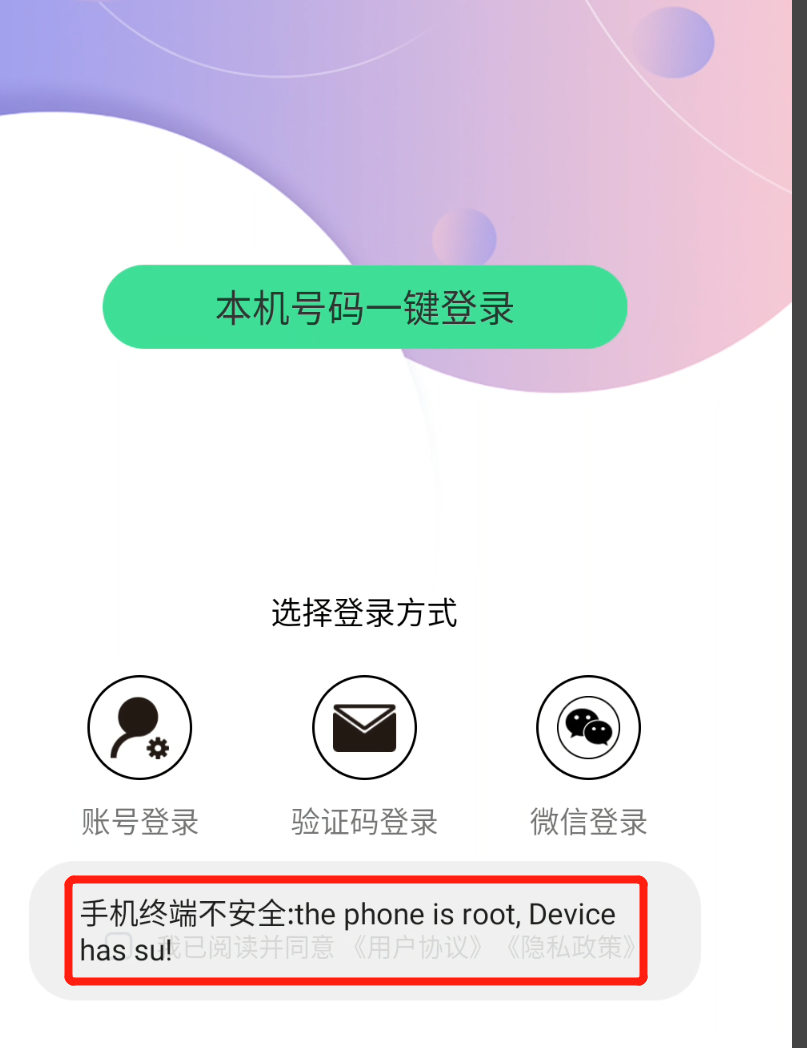 本机号码一键登录
选择登录方式
账号登录
验证码登录
微信登录
手机终端不安全:the phone is root, Device
has su!
我已阅读并同意 《用户协议》 《隐私政策》